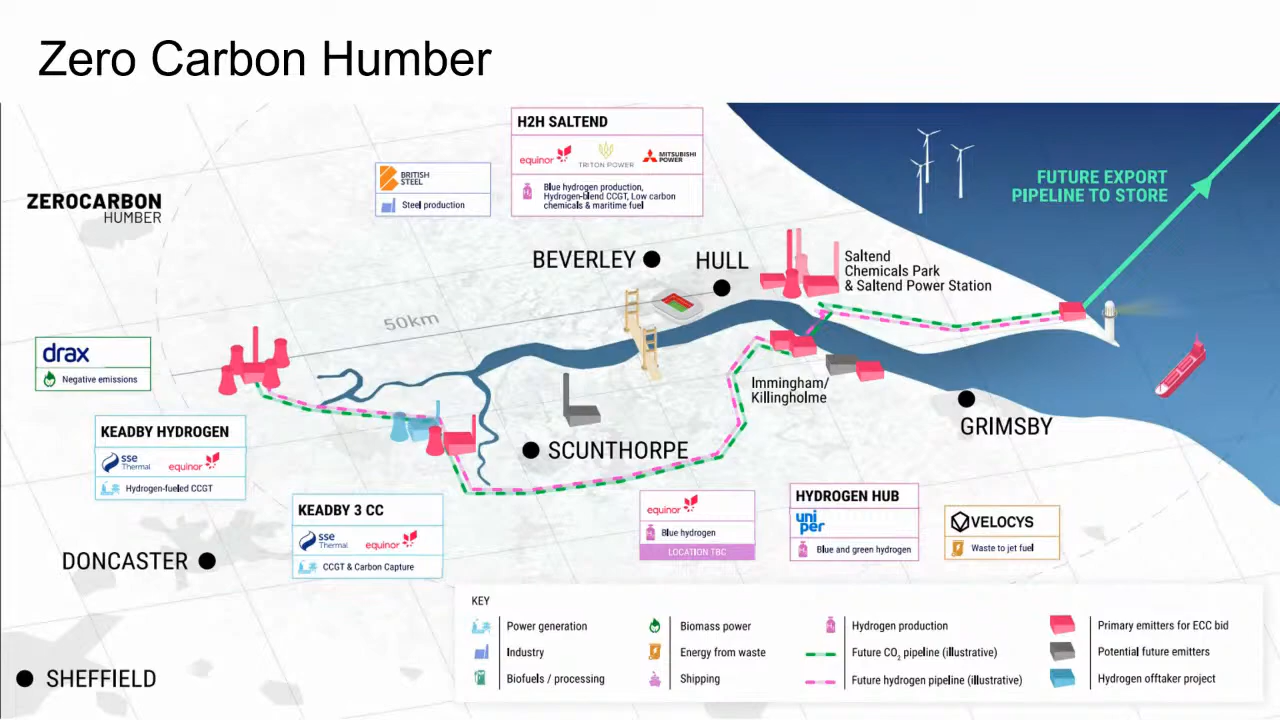 Zero Carbon Humber
ZEROCARBON
HUMBER
H2H SALTEND
equinor
TRITON POWER
MITSUBISHI
POWER
Blue hydrogen production,
Hydrogen-blend CCGT, Low carbon
chemicals & maritime fuel
BRITISH
STEEL
Steel production
FUTURE EXPORT
PIPELINE TO STORE
BEVERLEY
HULL
Saltend
Chemicals Park
& Saltend Power Station
50km
drax
Negative emissions
Immingham/
Killingholme
GRIMSBY
KEADBY HYDROGEN
sse
Thermal
equinor
Hydrogen-fueled CCGT
SCUNTHORPE
KEADBY 3 CC
sse
Thermal
equinor
CCGT & Carbon Capture
equinor
Blue hydrogen
LOCATION TBC
HYDROGEN HUB
uni
per
Blue and green hydrogen
VELOCYS
Waste to jet fuel
DONCASTER
SHEFFIELD
KEY
Power generation
Industry
Biofuels / processing
Biomass power
Energy from waste
Shipping
H₂
Hydrogen production
Future CO₂ pipeline (illustrative)
Future hydrogen pipeline (illustrative)
Primary emitters for ECC bid
Potential future emitters
Hydrogen offtaker project